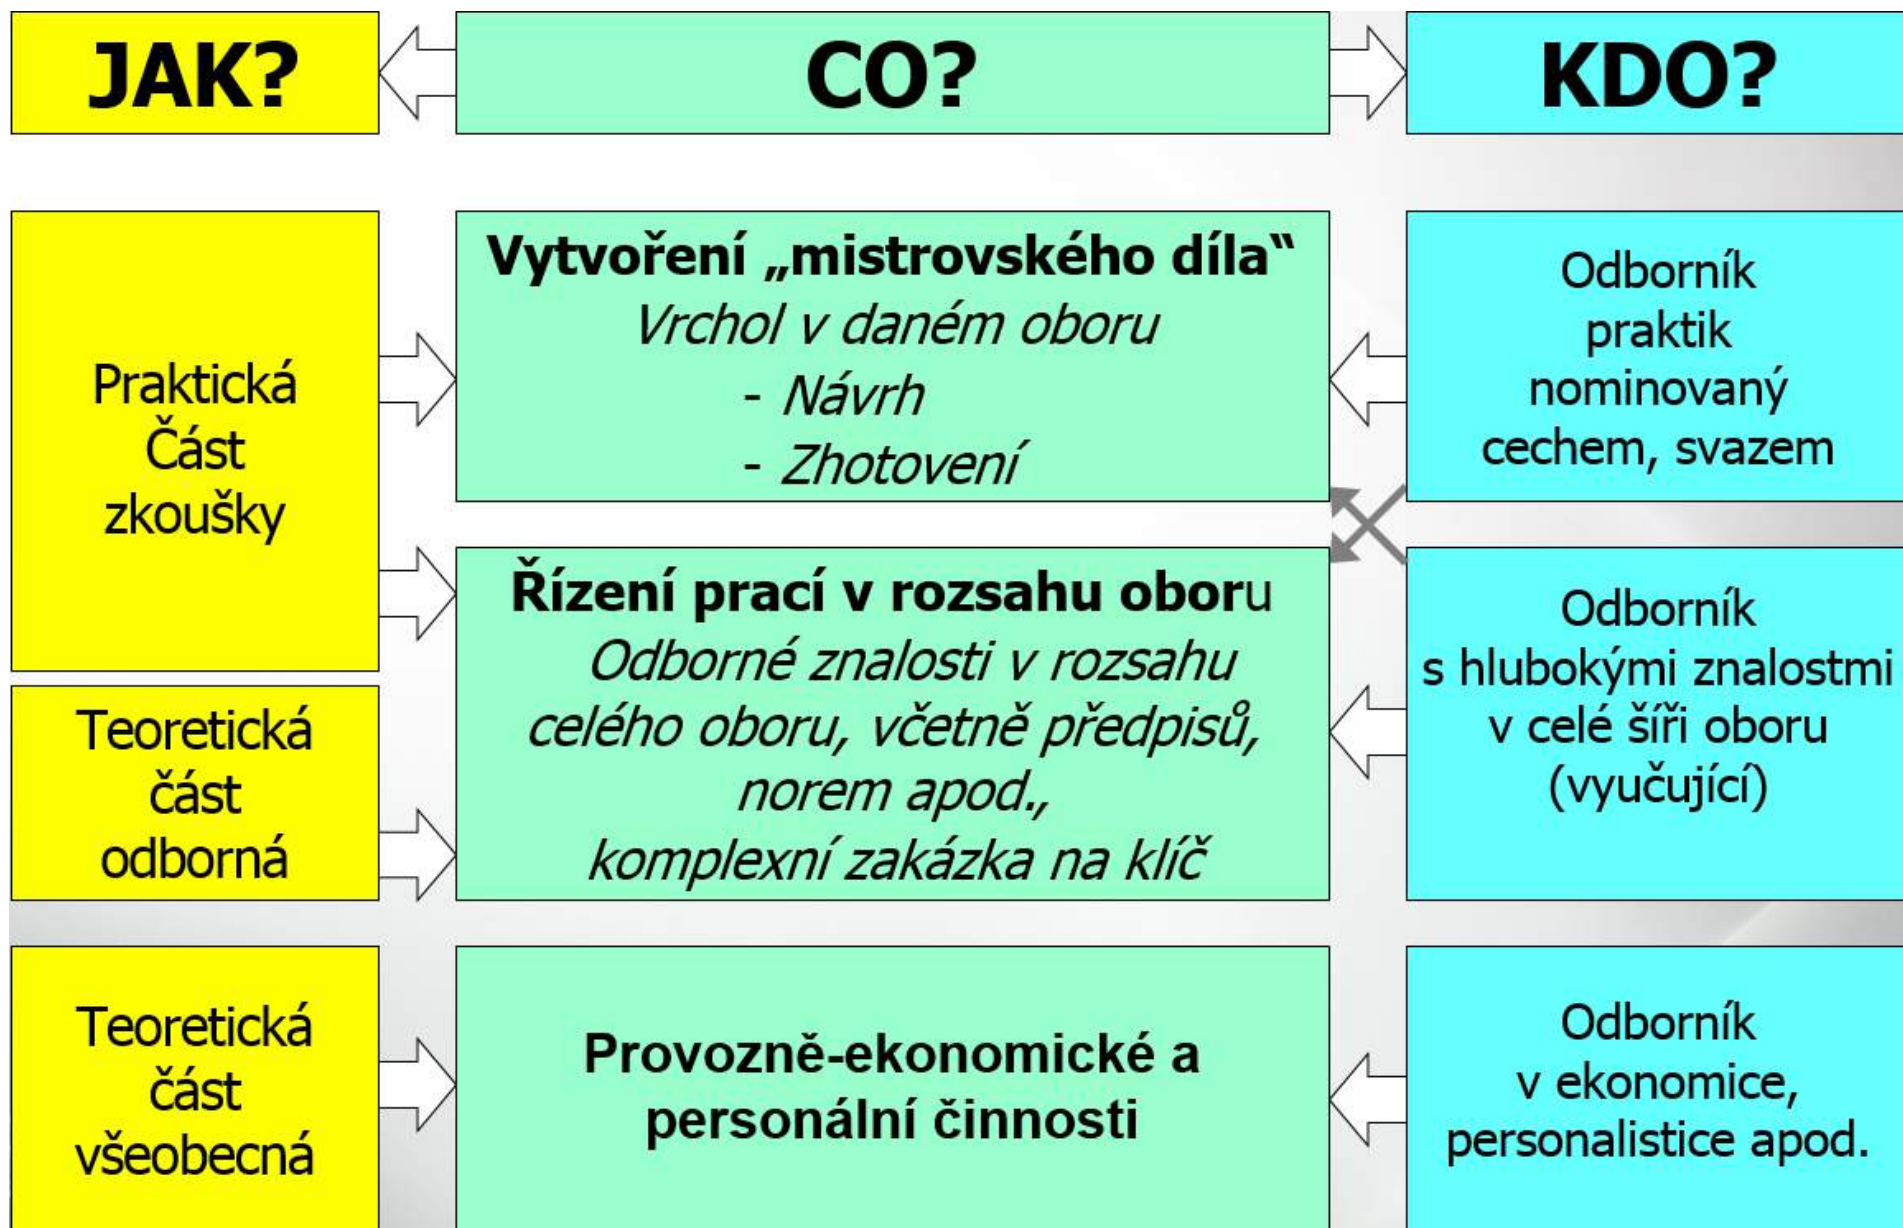 JAK?
CO?
KDO?
Praktická
Část
zkoušky
Vytvoření „mistrovského díla“
Vrchol v daném oboru
- Návrh
- Zhotovení
Odborník
praktik
nominovaný
cechem, svazem
Teoretická
část
odborná
Řízení prací v rozsahu oboru
Odborné znalosti v rozsahu
celého oboru, včetně předpisů,
norem apod.,
komplexní zakázka na klíč
Odborník
s hlubokými znalostmi
v celé šíři oboru
(vyučující)
Teoretická
část
všeobecná
Provozně-ekonomické a
personální činnosti
Odborník
v ekonomice,
personalistice apod.